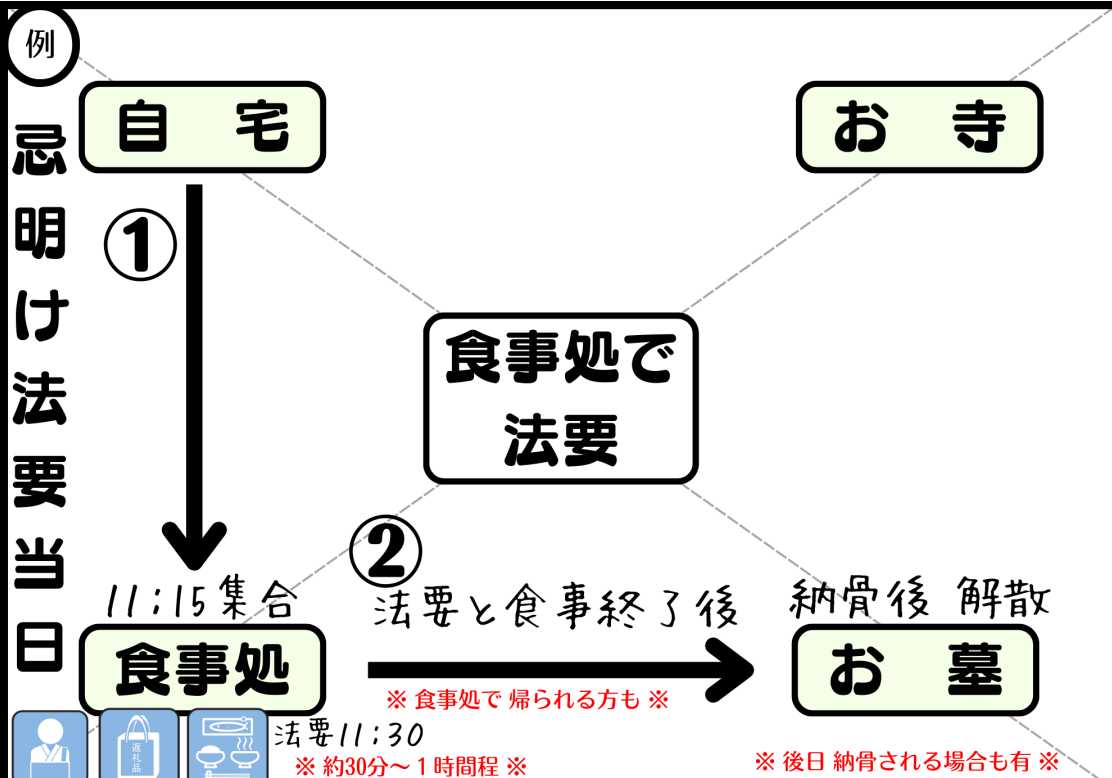 例
忌明け法要当日
自宅
お寺
①
食事処で
法要
11:15集合
食事処
②
法要と食事終了後
※ 食事処で 帰られる方も ※
納骨後 解散
お墓
返礼品
法要11:30
※ 約30分～１時間程 ※
※ 後日 納骨される場合も有 ※